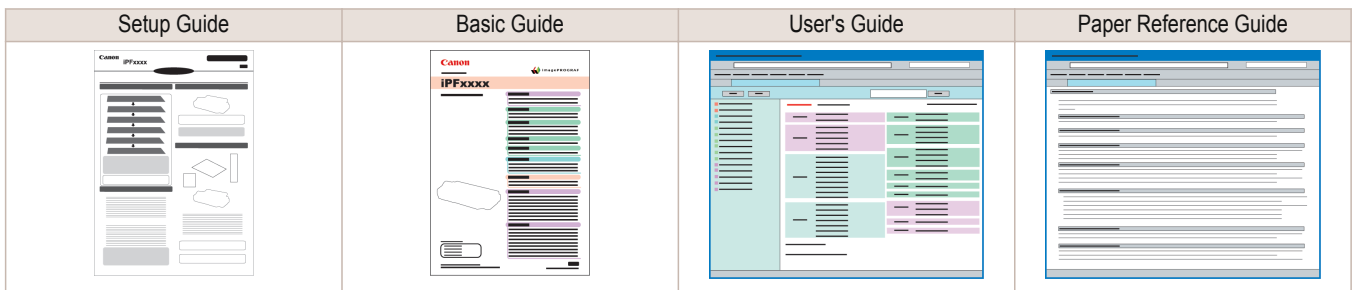 Setup Guide
Basic Guide
User's Guide
Paper Reference Guide
Canon iPFxxxx
Canon
imagePROGRAF
iPFxxxx